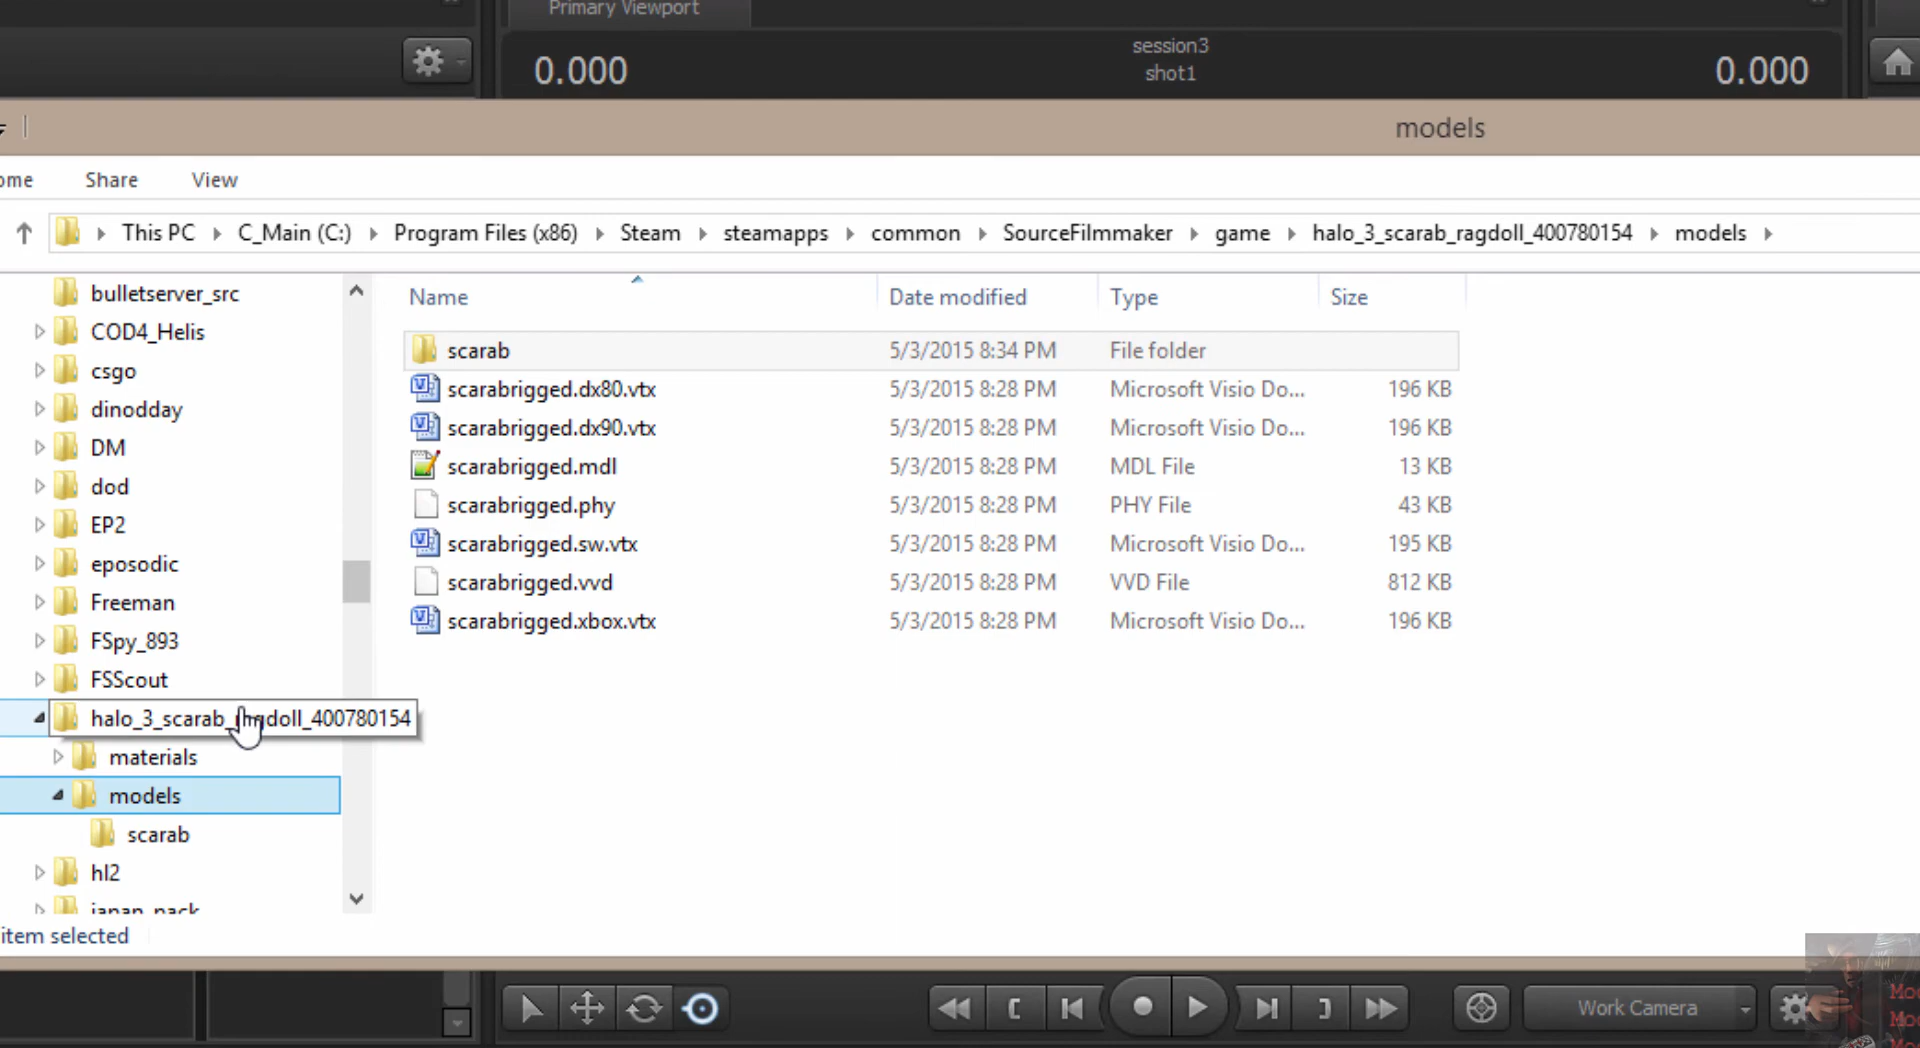 Primary Viewport
0.000
session3
shot1
0.000
models
ome Share View
This PC C_Main (C:) Program Files (x86) Steam steamapps common SourceFilmmaker game halo_3_scarab_ragdoll_400780154 models
Name Date modified Type Size
bulletserver_src
COD4_Helis
csgo
dinodday
DM
dod
EP2
eposodic
Freeman
FSpy_893
FSScout
halo_3_scarab_ragdoll_400780154
materials
models
scarab
hl2
japan_pack
scarab 5/3/2015 8:34 PM File folder
scarabrigged.dx80.vtx 5/3/2015 8:28 PM Microsoft Visio Do... 196 KB
scarabrigged.dx90.vtx 5/3/2015 8:28 PM Microsoft Visio Do... 196 KB
scarabrigged.mdl 5/3/2015 8:28 PM MDL File 13 KB
scarabrigged.phy 5/3/2015 8:28 PM PHY File 43 KB
scarabrigged.sw.vtx 5/3/2015 8:28 PM Microsoft Visio Do... 195 KB
scarabrigged.vvd 5/3/2015 8:28 PM VVD File 812 KB
scarabrigged.xbox.vtx 5/3/2015 8:28 PM Microsoft Visio Do... 196 KB
item selected
Work Camera